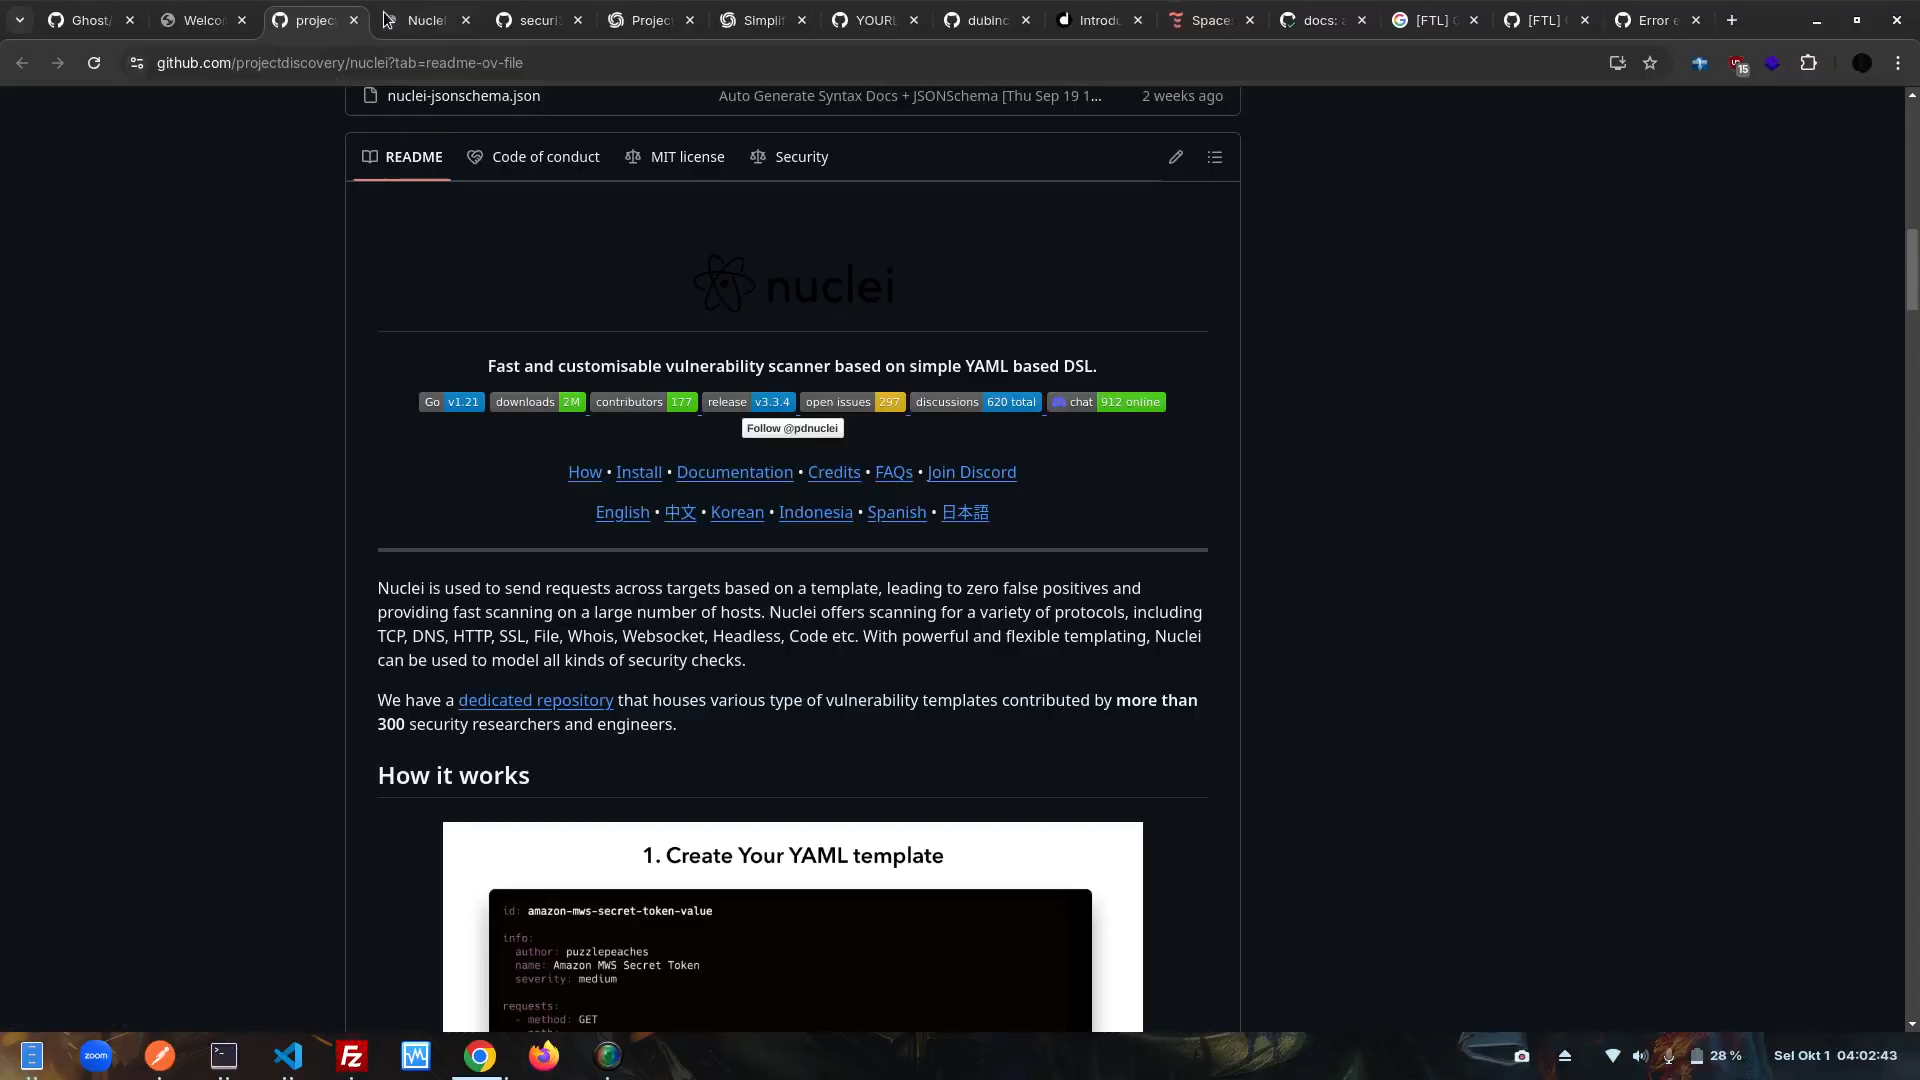 Ghost/
Welco
projec
Nuclei
securi
Project
Simplif
YOURL
dubinc
Introdu
Space
docs: a
[FTL]
[FTL]
Error e
github.com/projectdiscovery/nuclei?tab=readme-ov-file
15
nuclei-jsonschema.json Auto Generate Syntax Docs + JSONSchema [Thu Sep 19 1... 2 weeks ago
README Code of conduct MIT license Security
nuclei
Fast and customisable vulnerability scanner based on simple YAML based DSL.
Go v1.21 downloads 2M contributors 177 release v3.3.4 open issues 297 discussions 620 total chat 912 online
Follow @pdnuclei
How • Install • Documentation • Credits • FAQs • Join Discord
English • 中文 • Korean • Indonesia • Spanish • 日本語
Nuclei is used to send requests across targets based on a template, leading to zero false positives and
providing fast scanning on a large number of hosts. Nuclei offers scanning for a variety of protocols, including
TCP, DNS, HTTP, SSL, File, Whois, Websocket, Headless, Code etc. With powerful and flexible templating, Nuclei
can be used to model all kinds of security checks.
We have a dedicated repository that houses various type of vulnerability templates contributed by more than
300 security researchers and engineers.
How it works
1. Create Your YAML template
id: amazon-mws-secret-token-value
info:
author: puzzlepeaches
name: Amazon MWS Secret Token
severity: medium
requests:
- method: GET
zoom
Fz
28 %
Sel Okt 1 04:02:43